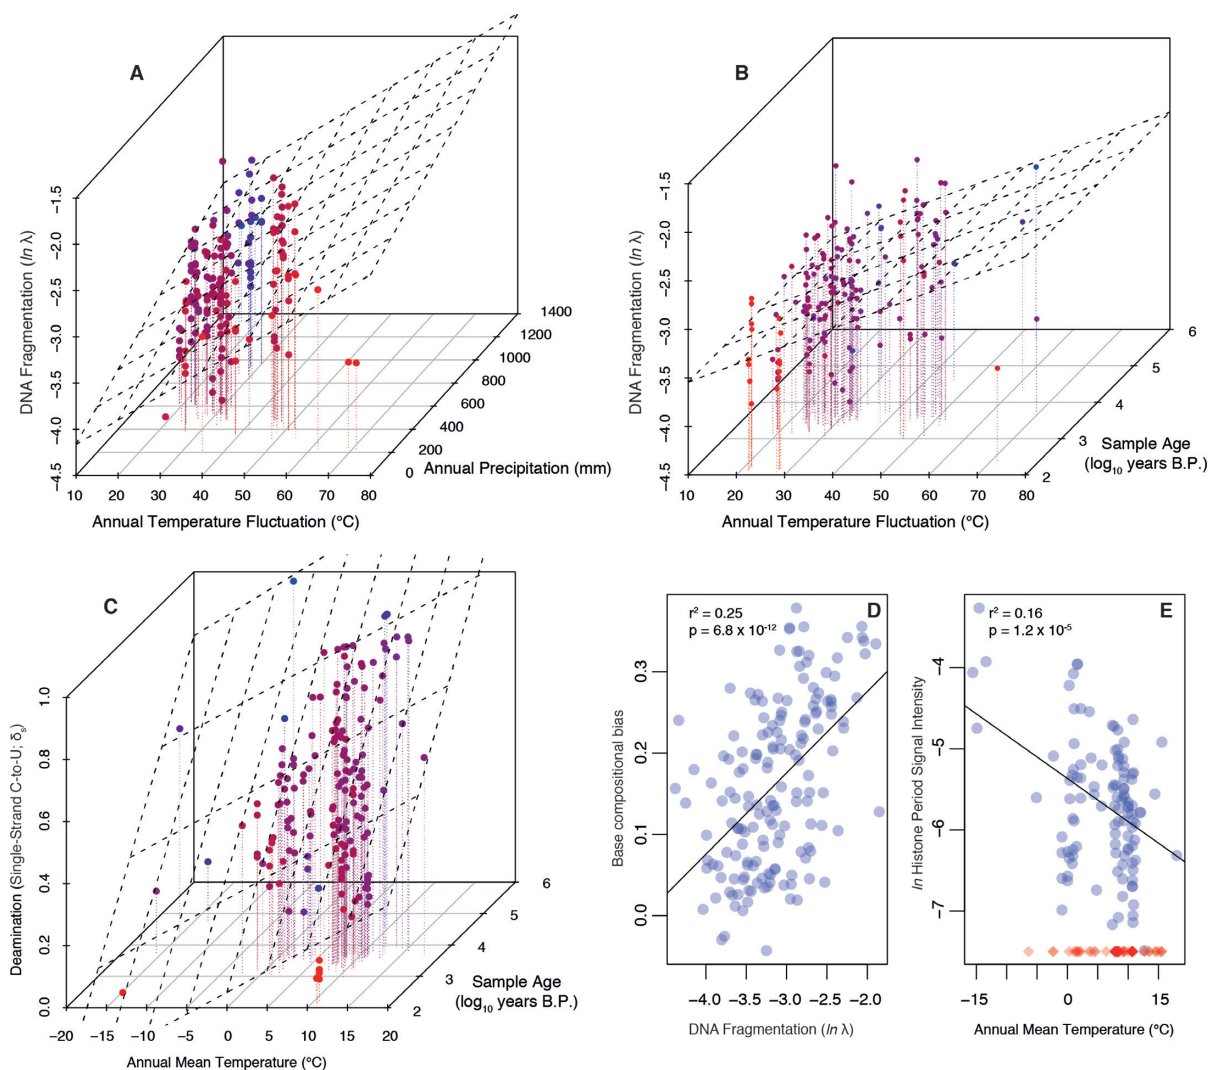 A
DNA Fragmentation (ln λ)
−1.5
−2.0
−2.5
−3.0
−3.5
−4.0
−4.5
10 20 30 40 50 60 70 80
Annual Temperature Fluctuation (°C)
1400
1200
1000
800
600
400
200
0
Annual Precipitation (mm)
B
DNA Fragmentation (ln λ)
−1.5
−2.0
−2.5
−3.0
−3.5
−4.0
−4.5
10 20 30 40 50 60 70 80
Annual Temperature Fluctuation (°C)
6
5
4
3
2
Sample Age
(log10 years B.P.)
C
Deamination (Single-Strand C-to-U; δs)
1.0
0.8
0.6
0.4
0.2
0.0
−20 −15 −10 −5 0 5 10 15 20
Annual Mean Temperature (°C)
6
5
4
3
2
Sample Age
(log10 years B.P.)
D
r² = 0.25
p = 6.8 x 10⁻¹²
Base compositional bias
0.3
0.2
0.1
0.0
−4.0 −3.5 −3.0 −2.5 −2.0
DNA Fragmentation (ln λ)
E
r² = 0.16
p = 1.2 x 10⁻⁵
ln Histone Period Signal Intensity
−4
−5
−6
7
−15 0 15
Annual Mean Temperature (°C)